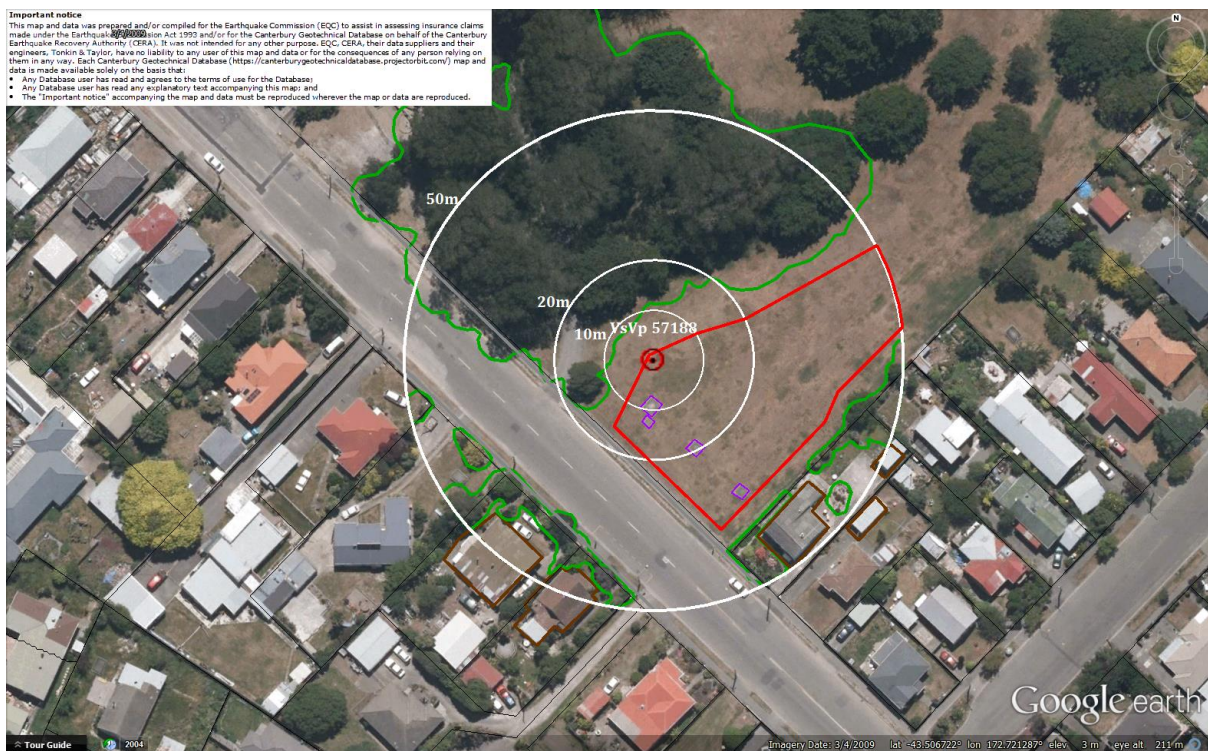 Important notice
This map and data was prepared and/or compiled for the Earthquake Commission (EQC) to assist in assessing insurance claims
made under the Earthquake Commission Act 1993 and/or for the Canterbury Geotechnical Database on behalf of the Canterbury
3/4/2009
Earthquake Recovery Authority (CERA). It was not intended for any other purpose. EQC, CERA, their data suppliers and their
engineers, Tonkin & Taylor, have no liability to any user of this map and data or for the consequences of any person relying on
them in any way. Each Canterbury Geotechnical Database (https://canterburygeotechnicaldatabase.projectorbit.com/) map and
data is made available solely on the basis that:
• Any Database user has read and agrees to the terms of use for the Database;
• Any Database user has read any explanatory text accompanying this map; and
• The "Important notice" accompanying the map and data must be reproduced wherever the map or data are reproduced.
N
50m
20m
10m
VsVp 57188
Google earth
Tour Guide
2004
Imagery Date: 3/4/2009 lat -43.506722° lon 172.721287° elev 3 m eye alt 211 m